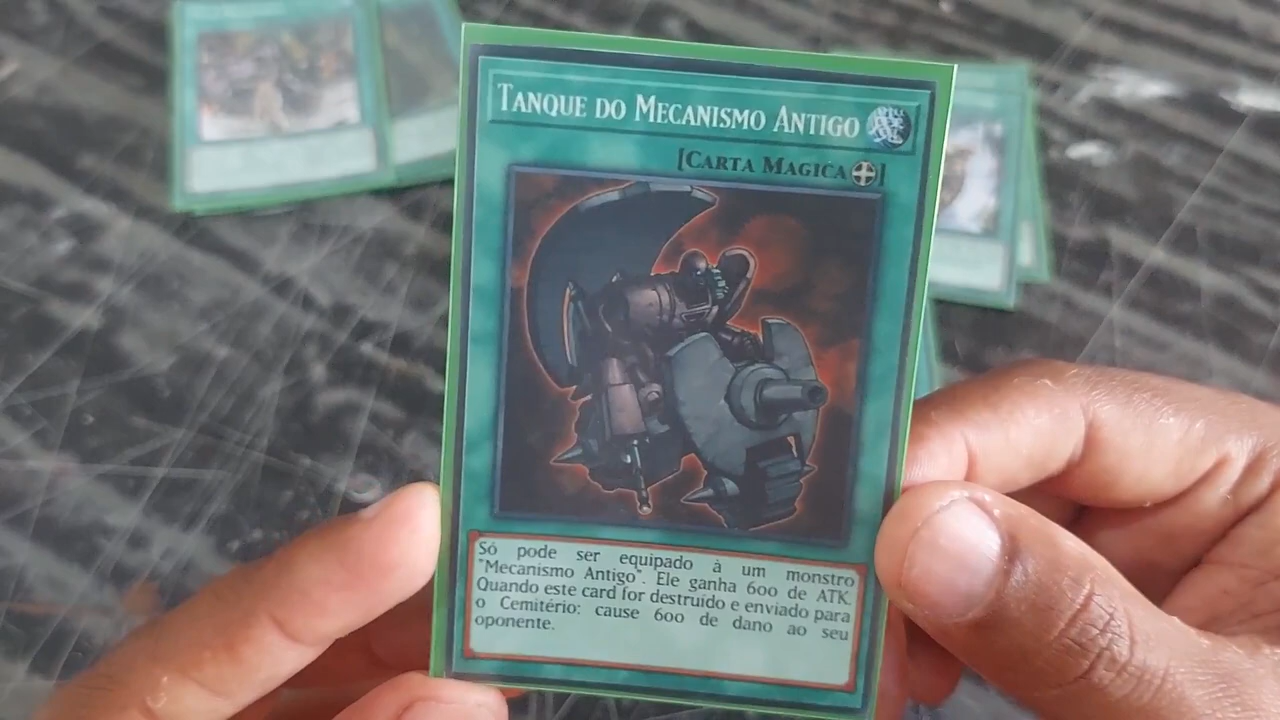 TANQUE DO MECANISMO ANTIGO
[CARTA MAGICA]
Só pode ser equipado à um monstro
"Mecanismo Antigo". Ele ganha 600 de ATK.
Quando este card for destruído e enviado para
o Cemitério: cause 600 de dano ao seu
oponente.